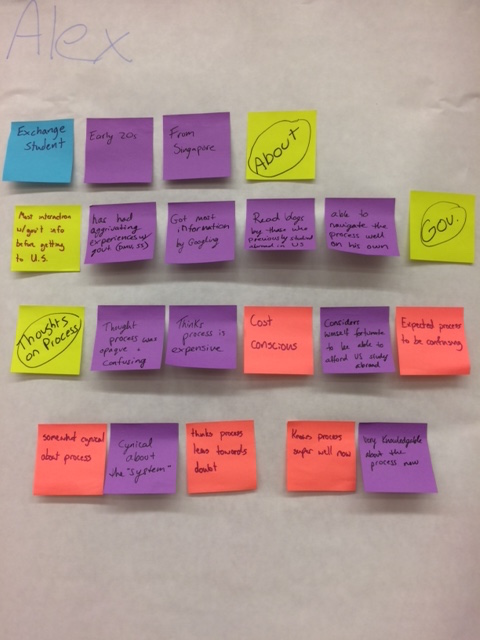 Alex
Exchange
Student
Early 20s
From
Singapore
About
Most interaction
w/gov't info
before getting
to U.S.
has had
aggrivating
experiences w/
govt
Got most
information
by Googling
Read blogs
by those who
previously studied
abroad in US
able to
navigate the
process well
on his own
Gov.
Thoughts
on Process
Thought
process was
opaque +
confusing
Thinks
process is
expensive
Cost
Conscious
Considers
himself fortunate
to be able to
afford US study
abroad
Expected process
to be confusing
somewhat cynical
about process
Cynical
about
the "system"
thinks process
leans towards
doubt
Knows process
super well now
Very knowledgable
about the
process now